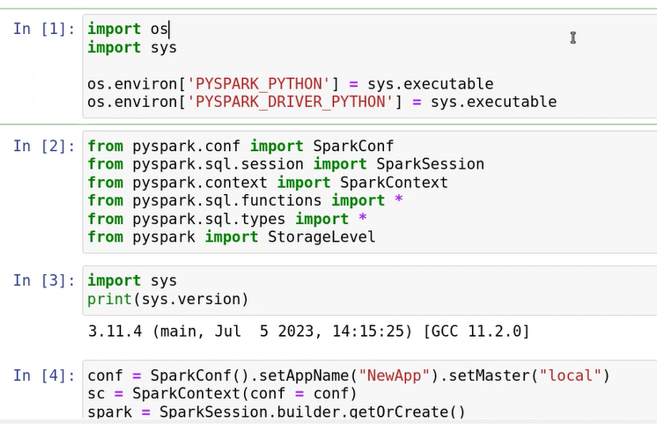 In [1]: import os
import sys
os.environ['PYSPARK_PYTHON'] = sys.executable
os.environ['PYSPARK_DRIVER_PYTHON'] = sys.executable
In [2]: from pyspark.conf import SparkConf
from pyspark.sql.session import SparkSession
from pyspark.context import SparkContext
from pyspark.sql.functions import *
from pyspark.sql.types import *
from pyspark import StorageLevel
In [3]: import sys
print(sys.version)
3.11.4 (main, Jul  5 2023, 14:15:25) [GCC 11.2.0]
In [4]: conf = SparkConf().setAppName("NewApp").setMaster("local")
sc = SparkContext(conf = conf)
spark = SparkSession.builder.getOrCreate()